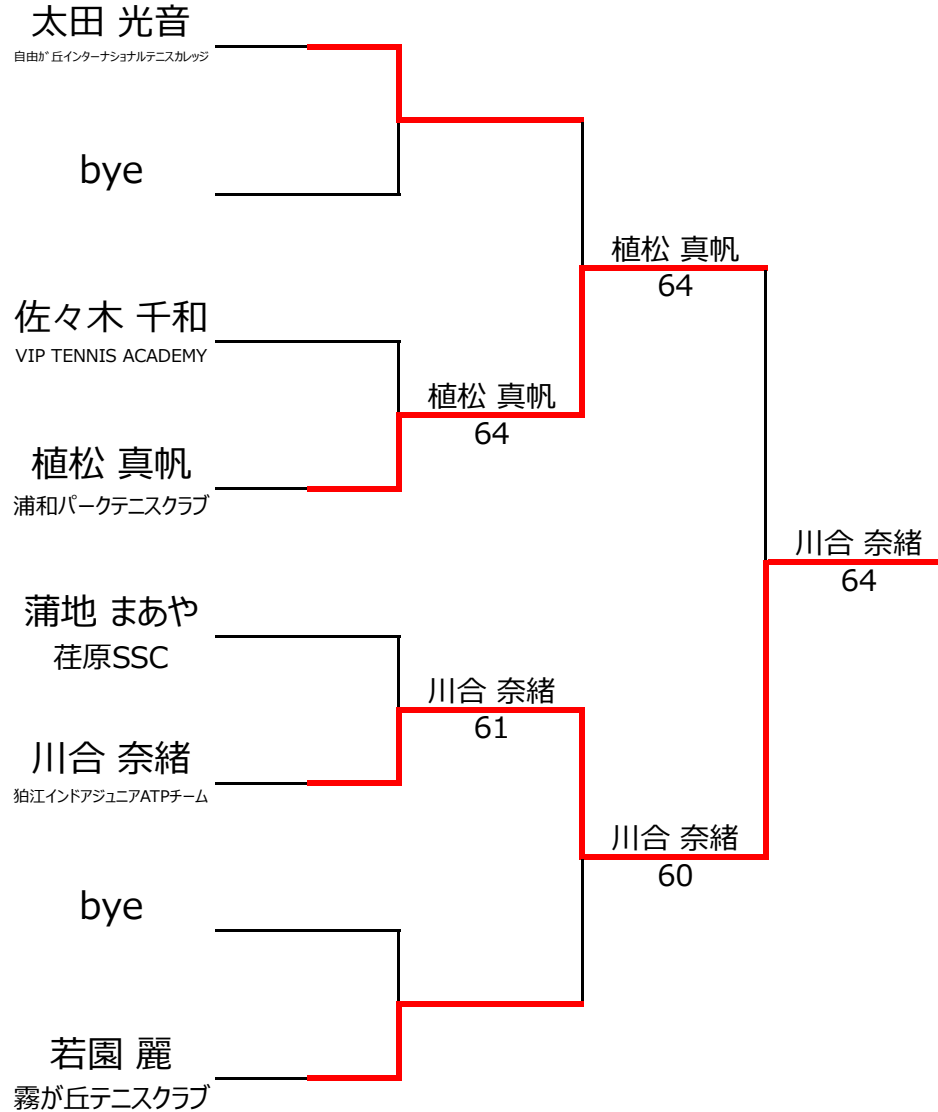 太田 光音
自由が丘インターナショナルテニスカレッジ
bye
佐々木 千和
VIP TENNIS ACADEMY
植松 真帆
浦和パークテニスクラブ
蒲地 まあや
荏原SSC
川合 奈緒
狛江インドアジュニアATPチーム
bye
若園 麗
霧が丘テニスクラブ
植松 真帆
64
川合 奈緒
61
植松 真帆
64
川合 奈緒
60
川合 奈緒
64